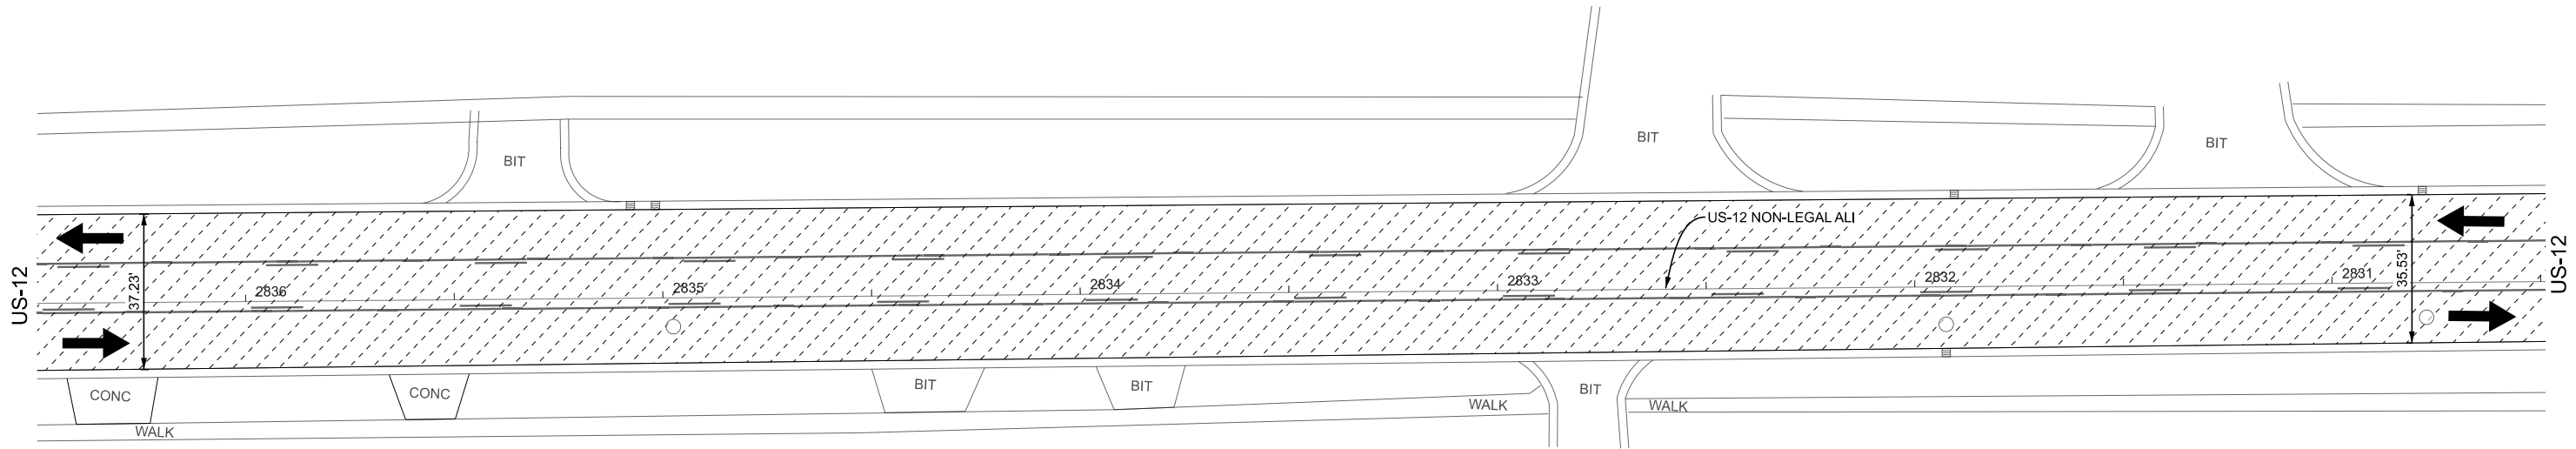 BIT
BIT
BIT
US-12 NON-LEGAL ALI
US-12
37.23'
2836
2835
2834
2833
2832
2831
35.53'
US-12
CONC
CONC
BIT
BIT
BIT
WALK
WALK
WALK